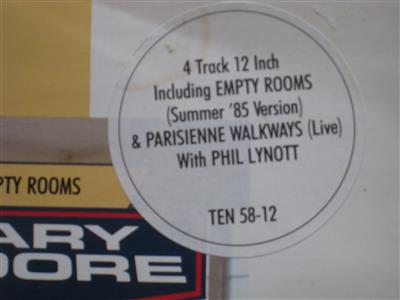 4 Track 12 Inch
Including EMPTY ROOMS
(Summer '85 Version)
& PARISIENNE WALKWAYS (Live)
With PHIL LYNOTT
TEN 58-12
PTY ROOMS
ARY
OORE